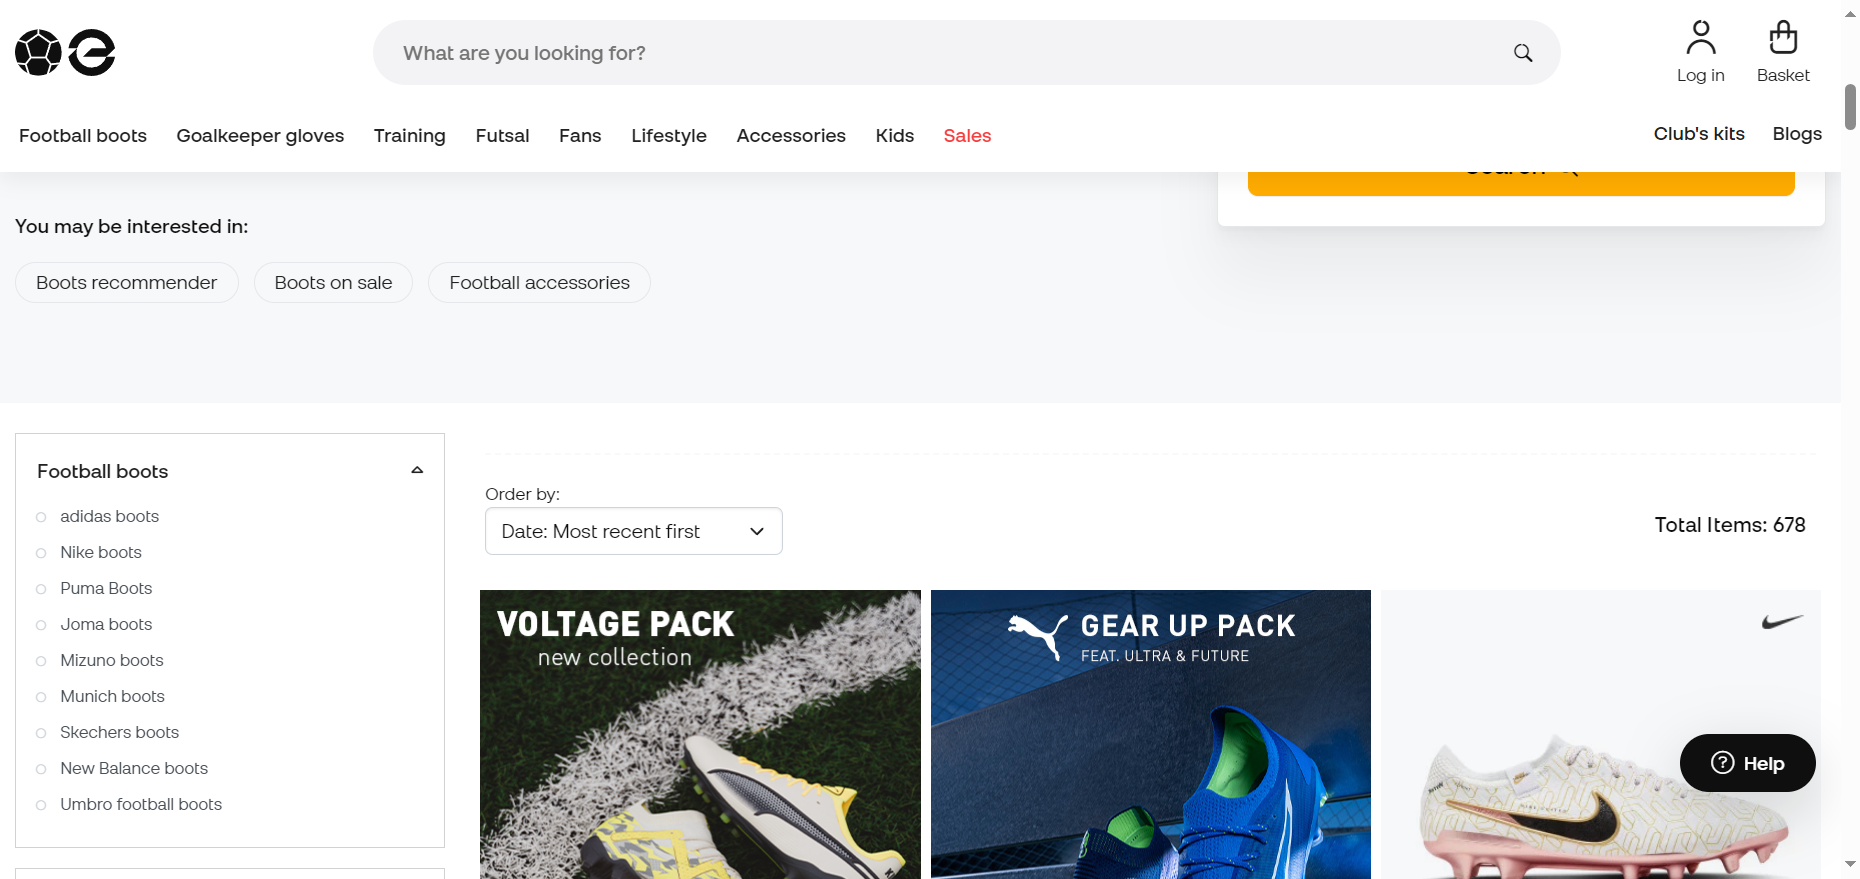 What are you looking for?
Log in
Basket
Football boots
Goalkeeper gloves
Training
Futsal
Fans
Lifestyle
Accessories
Kids
Sales
Club's kits
Blogs
You may be interested in:
Boots recommender
Boots on sale
Football accessories
Football boots
adidas boots
Nike boots
Puma Boots
Joma boots
Mizuno boots
Munich boots
Skechers boots
New Balance boots
Umbro football boots
Order by:
Date: Most recent first
Total Items: 678
VOLTAGE PACK
new collection
GEAR UP PACK
FEAT. ULTRA & FUTURE
Help